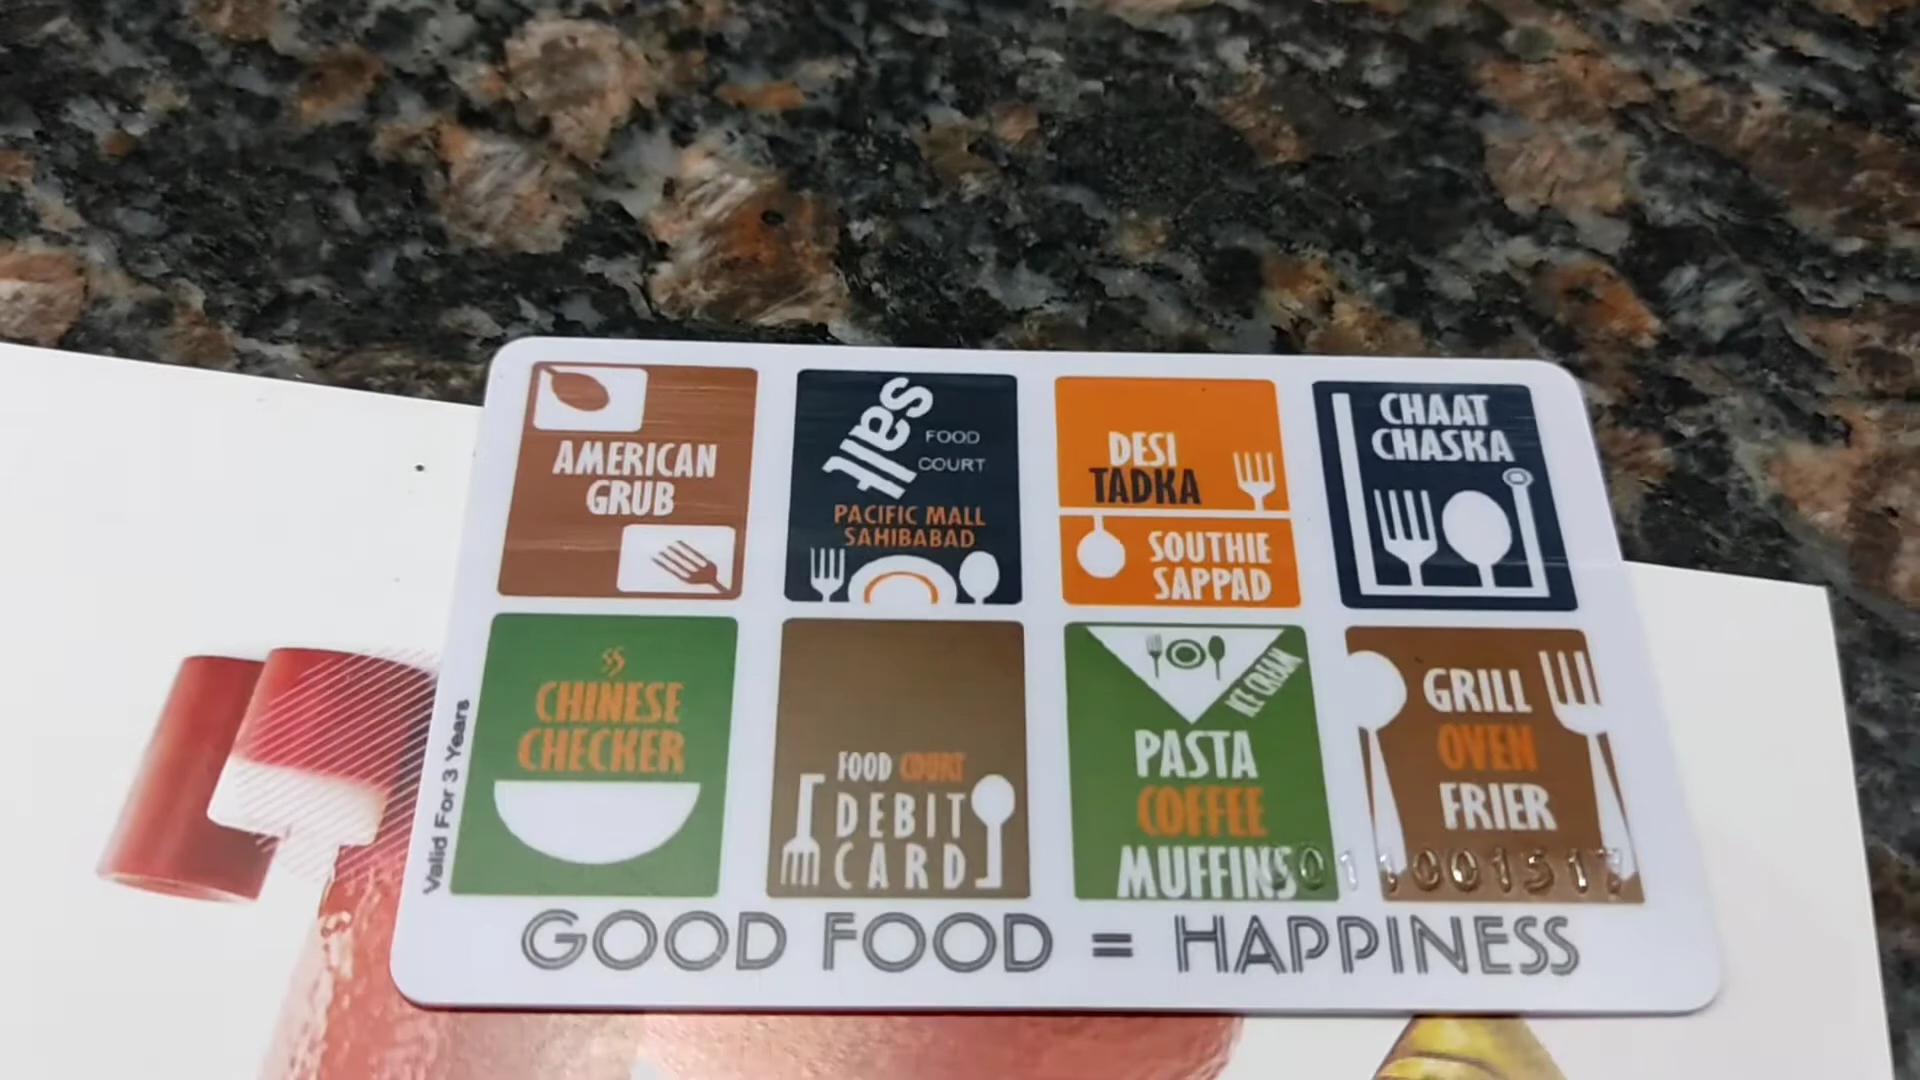 AMERICAN
GRUB
salt
FOOD
COURT
PACIFIC MALL
SAHIBABAD
DESI
TADKA
SOUTHIE
SAPPAD
CHAAT
CHASKA
CHINESE
CHECKER
FOOD COURT
DEBIT
CARD
ICE CREAM
PASTA
COFFEE
MUFFINS
GRILL
OVEN
FRIER
Valid For 3 Years
GOOD FOOD = HAPPINESS